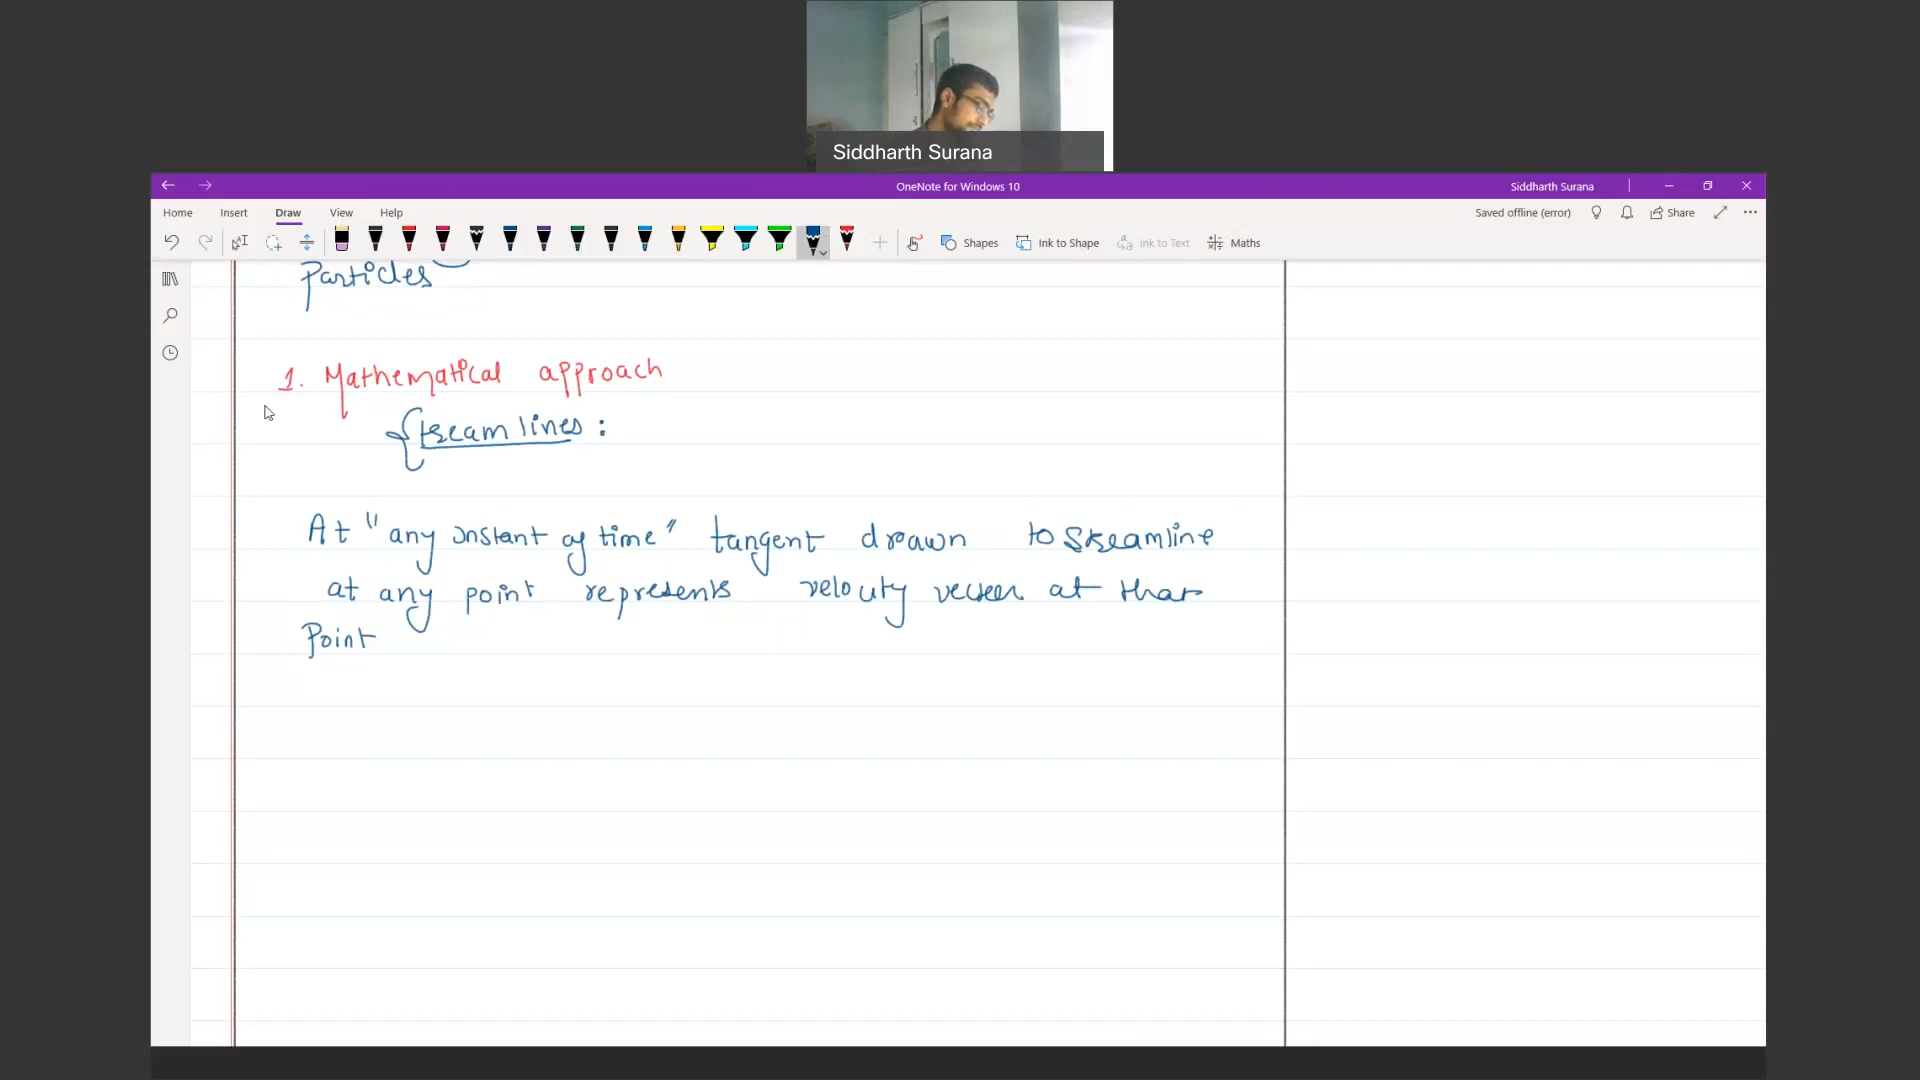 Siddharth Surana
OneNote for Windows 10
Siddharth Surana
Home Insert Draw View Help
Saved offline (error)
Share
Shapes
Ink to Shape
Ink to Text
Maths
Particles
1. Mathematical approach
Streamlines :
At "any instant of time" tangent drawn to Streamline
at any point represents velocity vector at that
Point